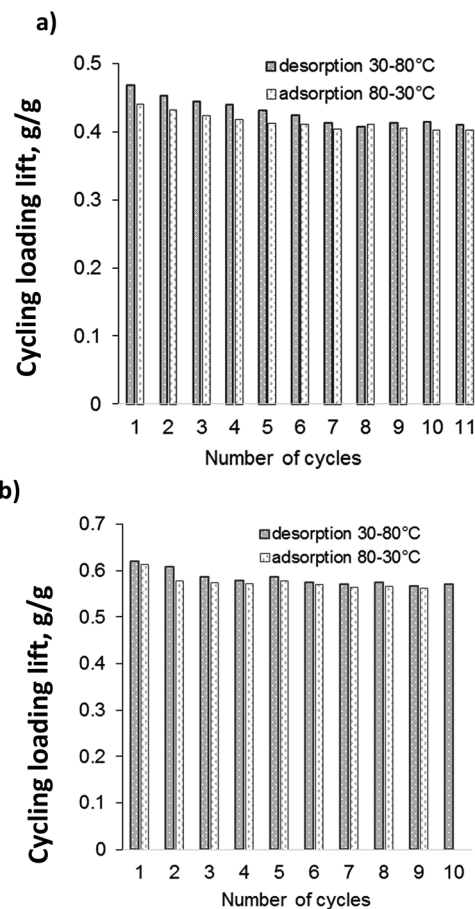 a)
desorption 30-80°C
adsorption 80-30°C
Cycling loading lift, g/g
0.5
0.4
0.3
0.2
0.1
0
1 2 3 4 5 6 7 8 9 10 11
Number of cycles
b)
desorption 30-80°C
adsorption 80-30°C
Cycling loading lift, g/g
0.7
0.6
0.5
0.4
0.3
0.2
0.1
0
1 2 3 4 5 6 7 8 9 10
Number of cycles